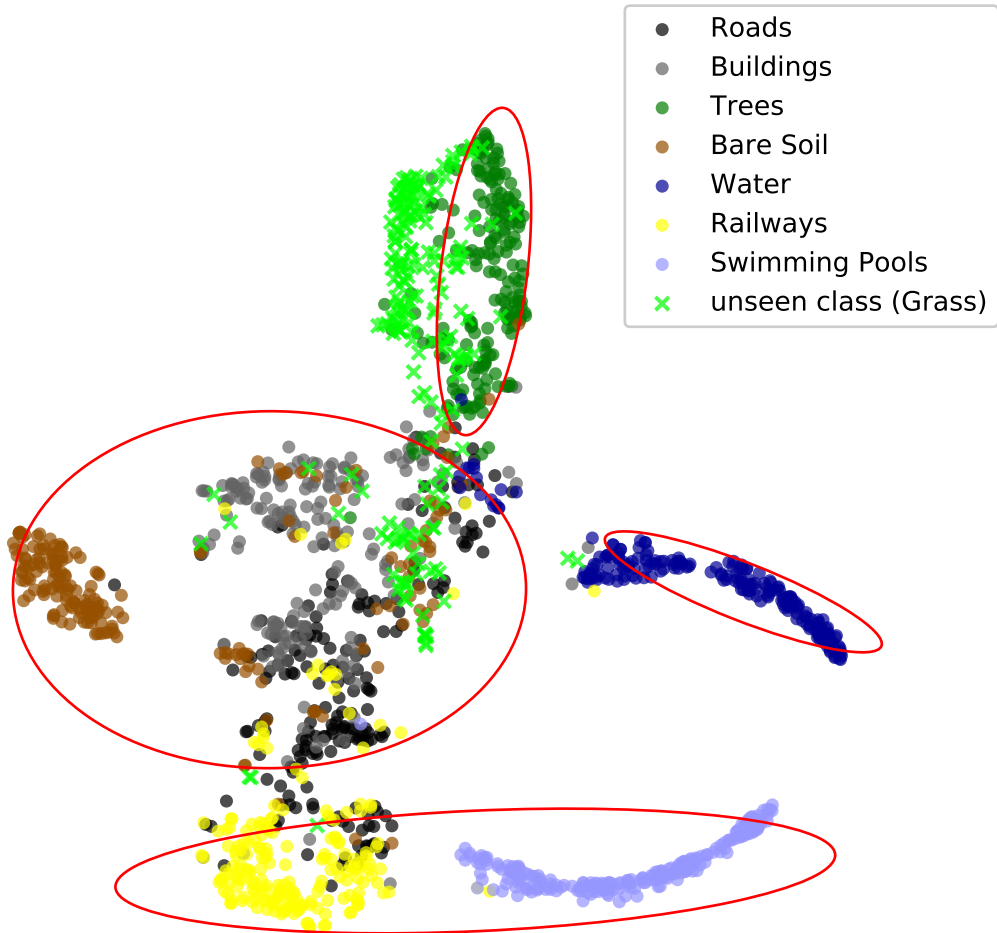 Roads
Buildings
Trees
Bare Soil
Water
Railways
Swimming Pools
unseen class (Grass)